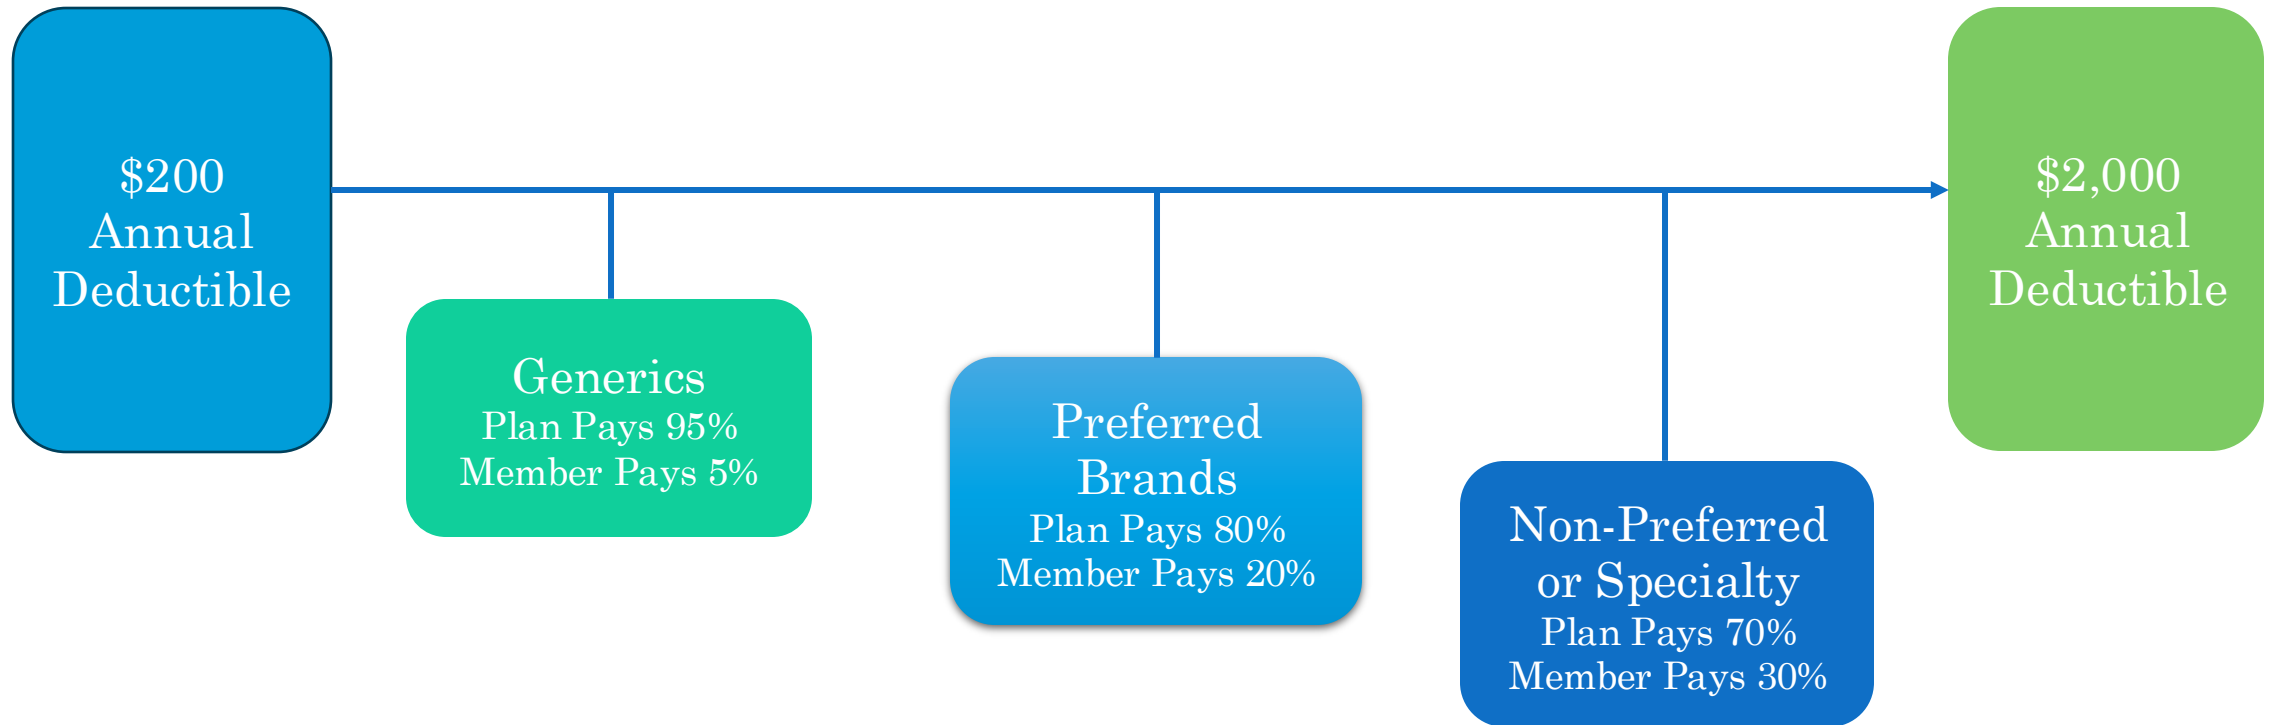 $200
Annual
Deductible
Generics
Plan Pays 95%
Member Pays 5%
Preferred
Brands
Plan Pays 80%
Member Pays 20%
Non-Preferred
or Specialty
Plan Pays 70%
Member Pays 30%
$2,000
Annual
Deductible